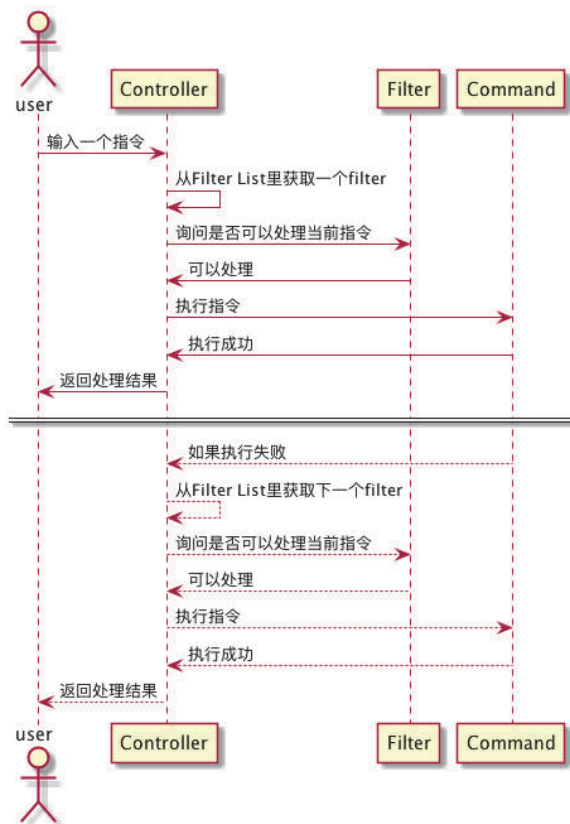 user
Controller
Filter
Command
输入一个指令
从Filter List里获取一个filter
询问是否可以处理当前指令
可以处理
执行指令
执行成功
返回处理结果
如果执行失败
从Filter List里获取下一个filter
询问是否可以处理当前指令
可以处理
执行指令
执行成功
返回处理结果
user
Controller
Filter
Command